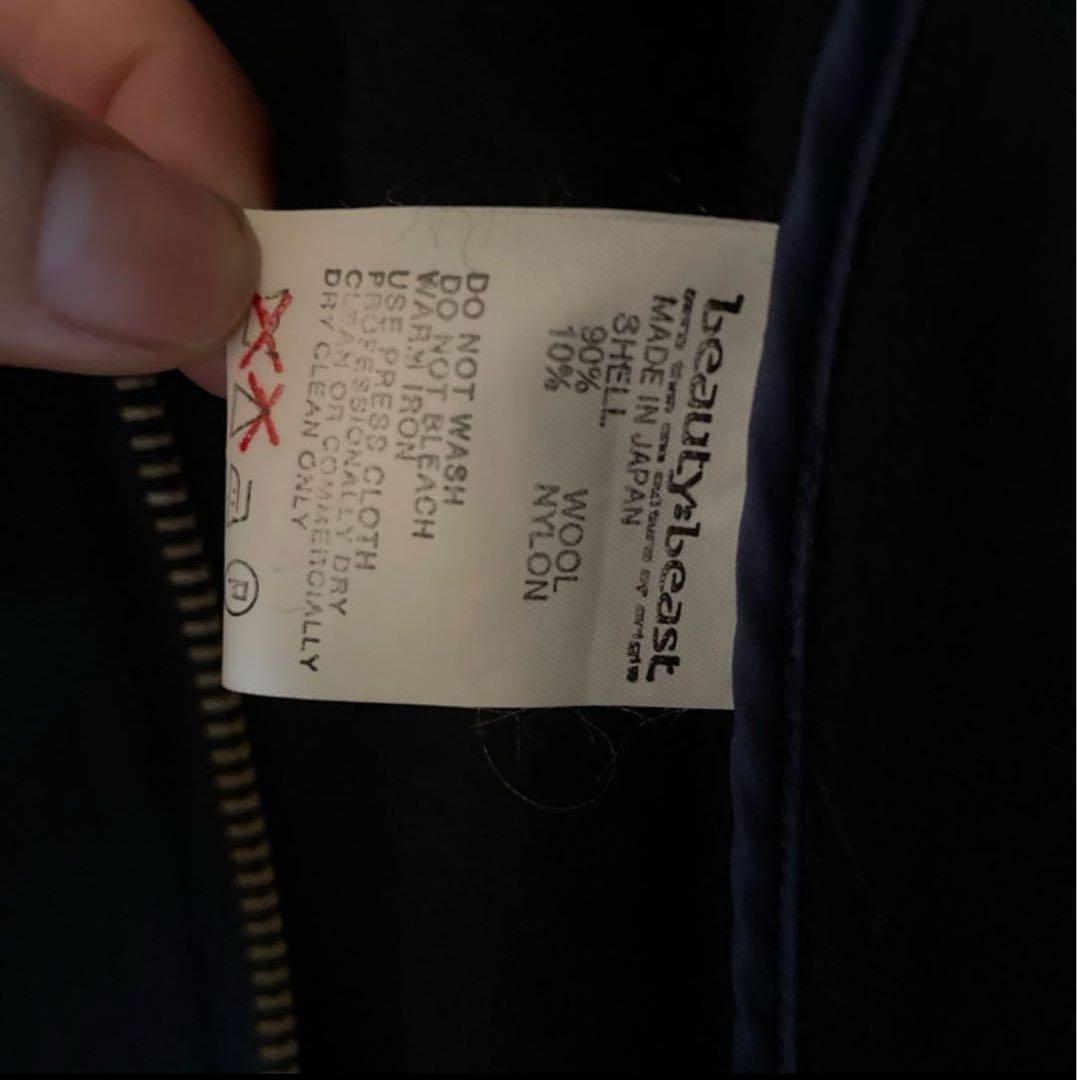 beauty:beast
MADE IN JAPAN
SHELL
90% WOOL
10% NYLON
DO NOT WASH
DO NOT BLEACH
WARM IRON
USE PRESS CLOTH
PROFESSIONALLY DRY
CLEAN OR COMMERCIALLY
DRY CLEAN ONLY